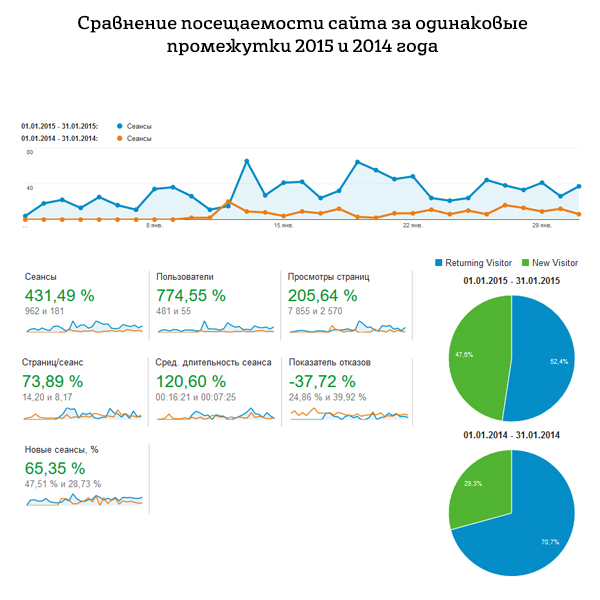 Сравнение посещаемости сайта за одинаковые
промежутки 2015 и 2014 года
01.01.2015 - 31.01.2015: Сеансы
01.01.2014 - 31.01.2014: Сеансы
80
40
... 8 янв. 15 янв. 22 янв. 29 янв.
Returning Visitor New Visitor
01.01.2015 - 31.01.2015
47,6%
52,4%
01.01.2014 - 31.01.2014
29,3%
70,7%
Сеансы
431,49 %
962 и 181
Пользователи
774,55 %
481 и 55
Просмотры страниц
205,64 %
7 855 и 2 570
Страниц/сеанс
73,89 %
14,20 и 8,17
Сред. длительность сеанса
120,60 %
00:16:21 и 00:07:25
Показатель отказов
-37,72 %
24,86 % и 39,92 %
Новые сеансы, %
65,35 %
47,51 % и 28,73 %